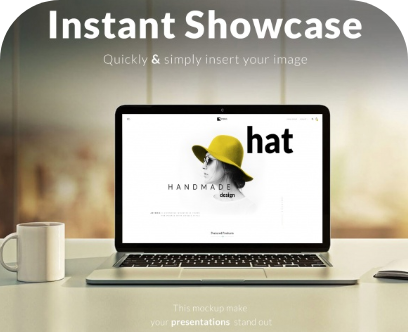 Instant Showcase
Quickly & simply insert your image
hat
HANDMADE
design
This mockup make
your presentations stand out